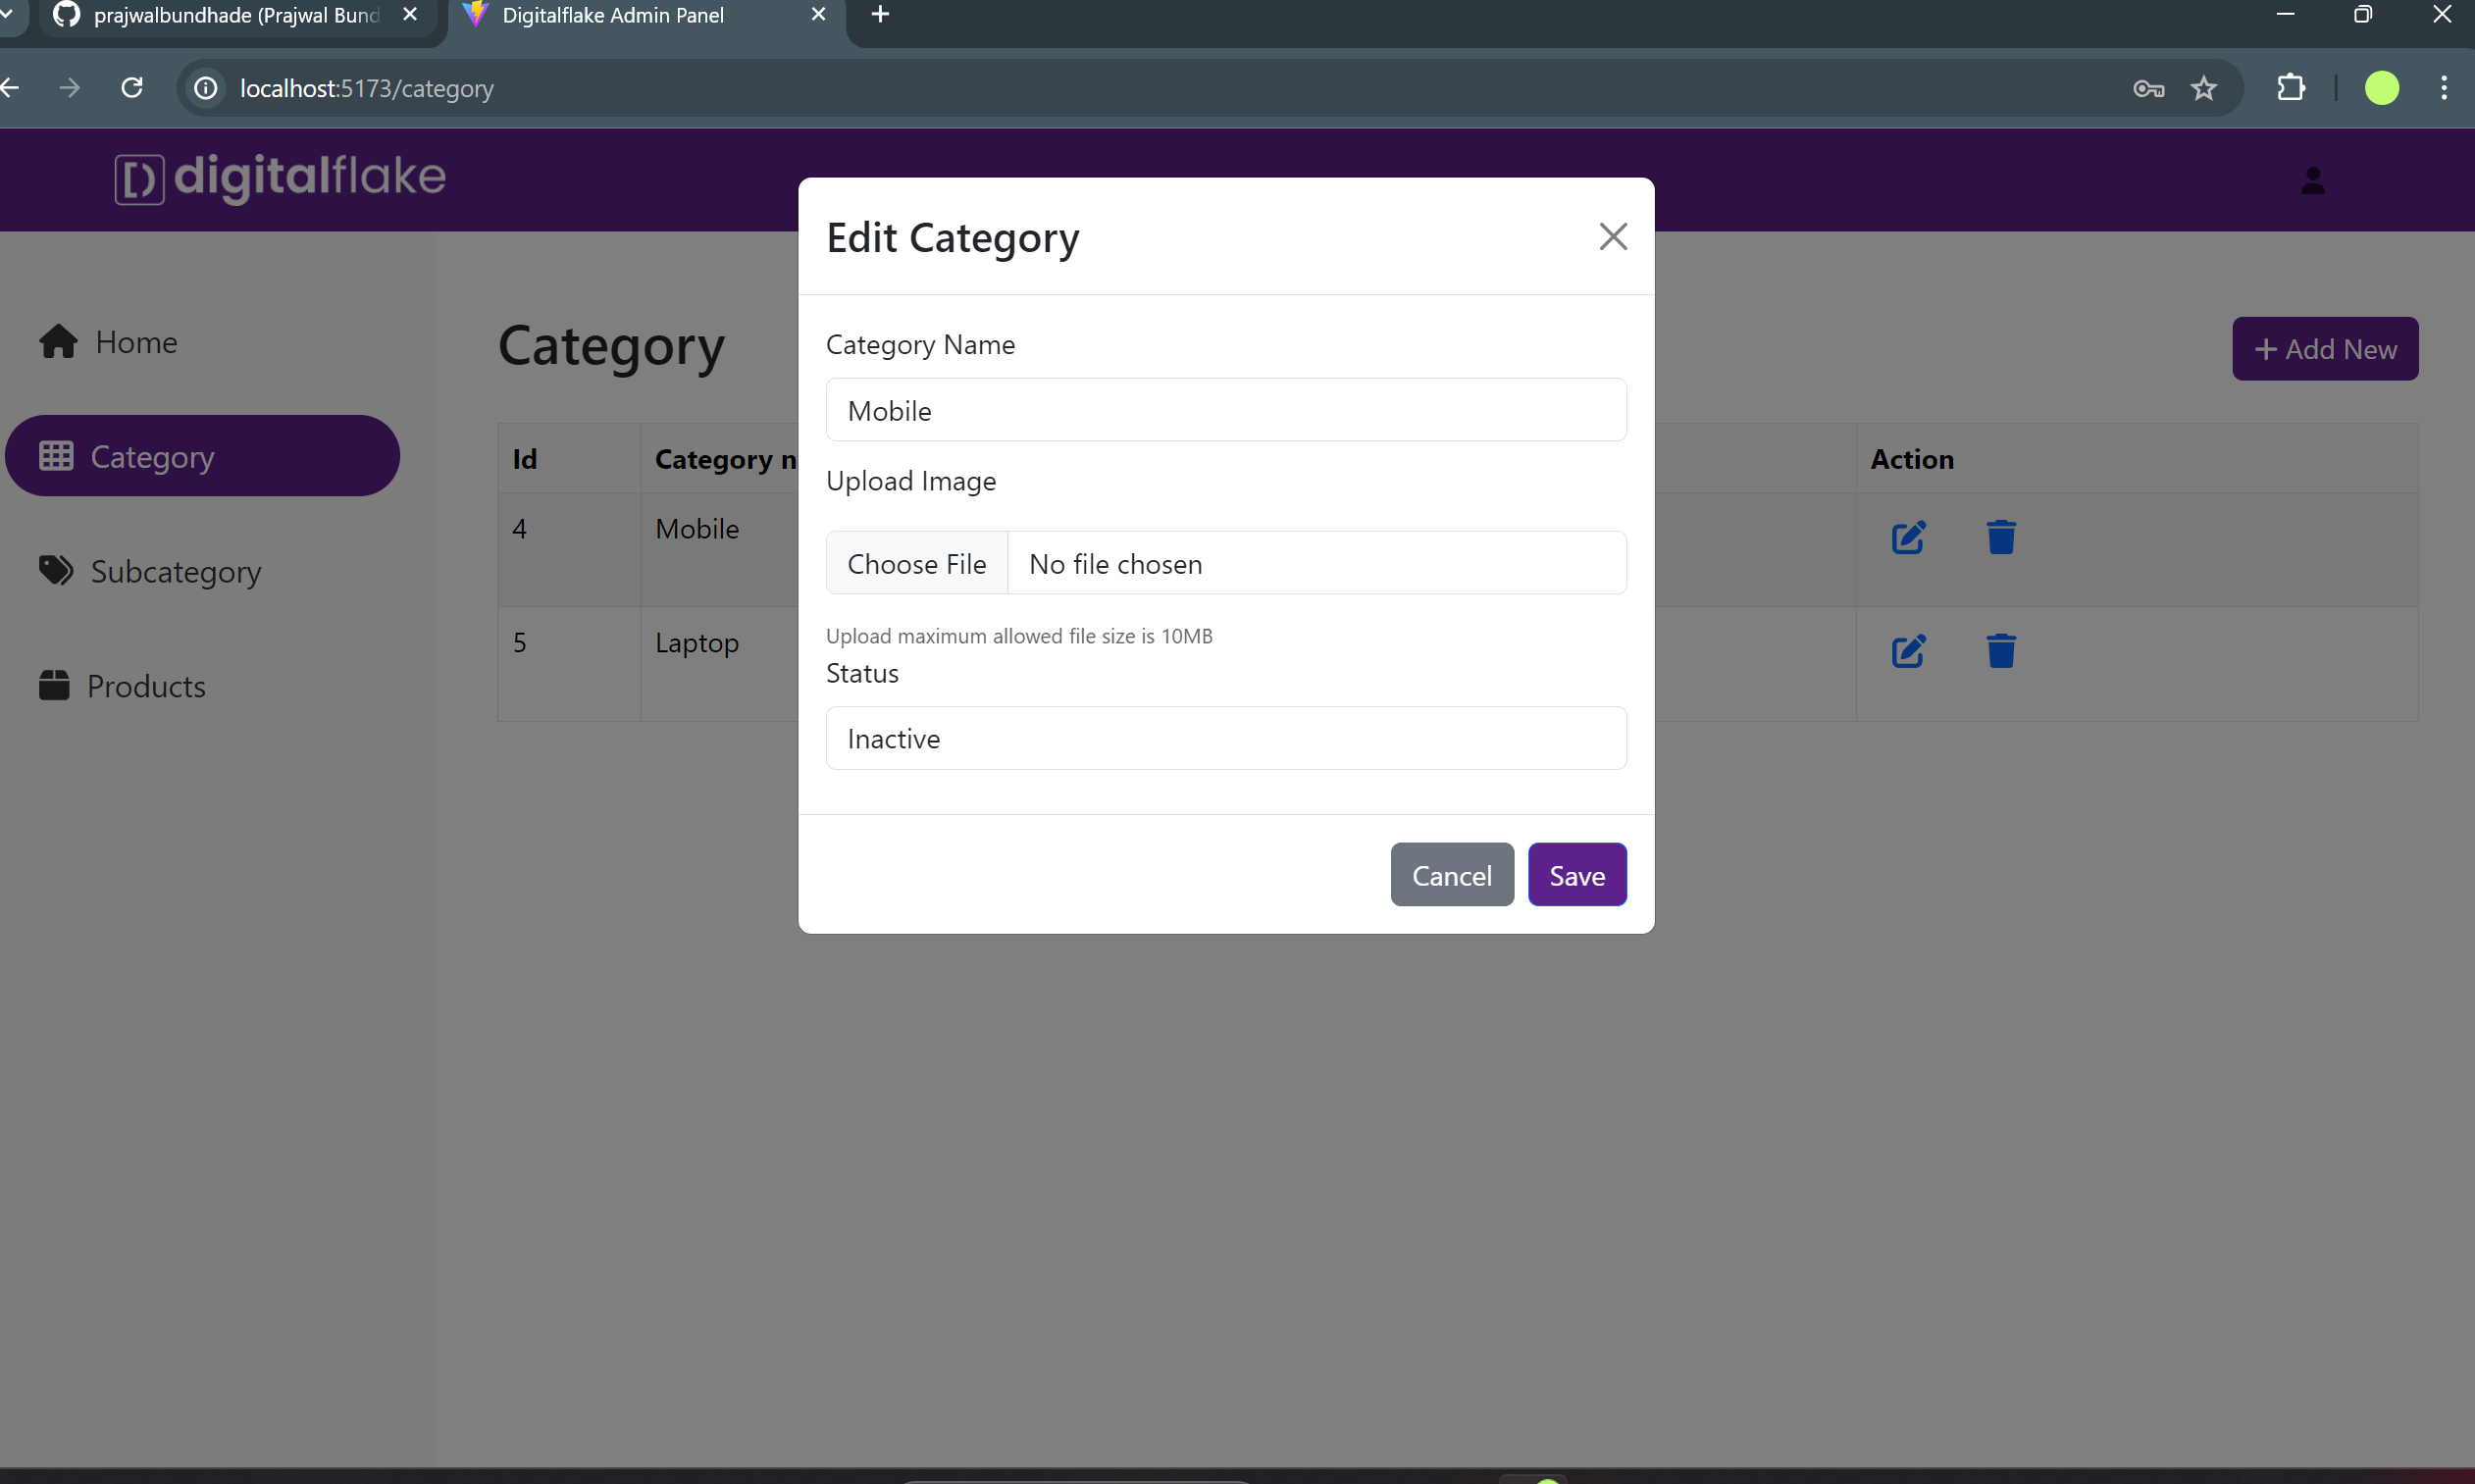 prajwalbundhade (Prajwal Bund
Digitalflake Admin Panel
localhost:5173/category
digitalflake
Edit Category
Home
Category
+ Add New
Category Name
Mobile
Category
Id
Category n
Action
Upload Image
4
Mobile
Choose File
No file chosen
Subcategory
Upload maximum allowed file size is 10MB
5
Laptop
Status
Products
Inactive
Cancel
Save